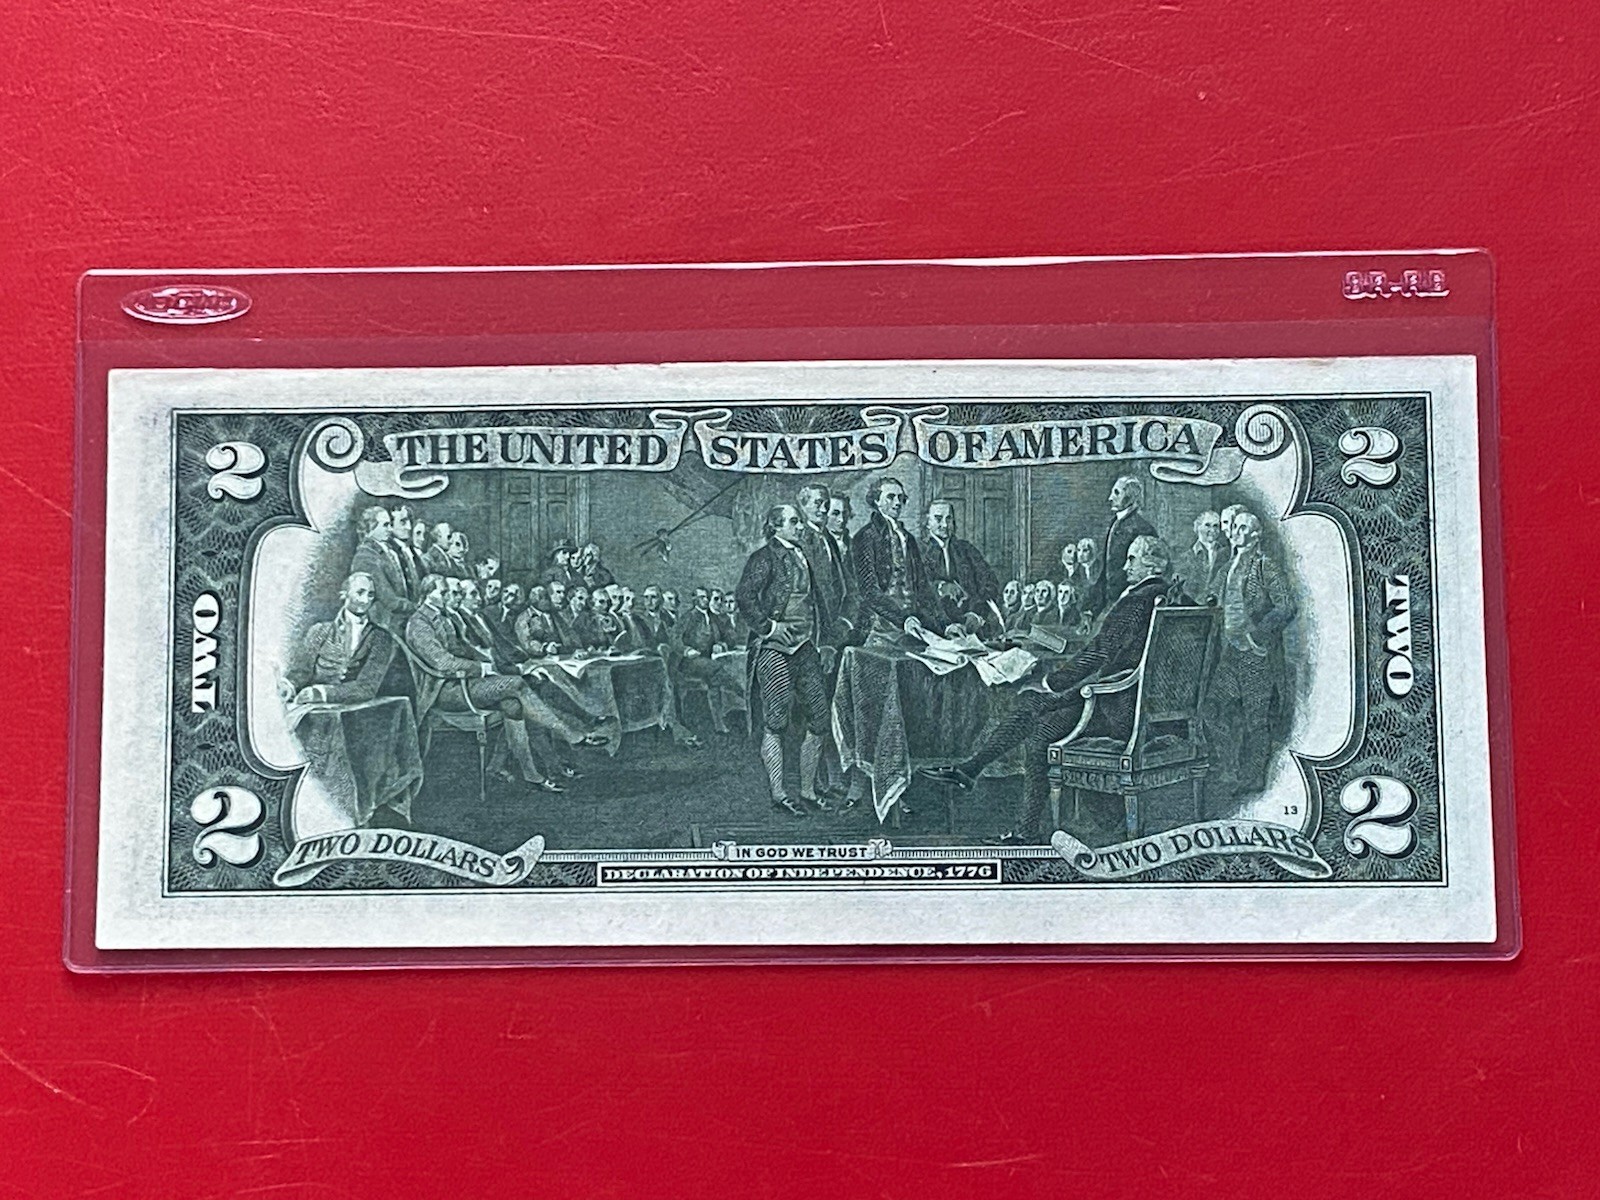 THE UNITED STATES OF AMERICA
2
2
TWO
TWO
2
2
13
TWO DOLLARS
TWO DOLLARS
IN GOD WE TRUST
DECLARATION OF INDEPENDENCE, 1776